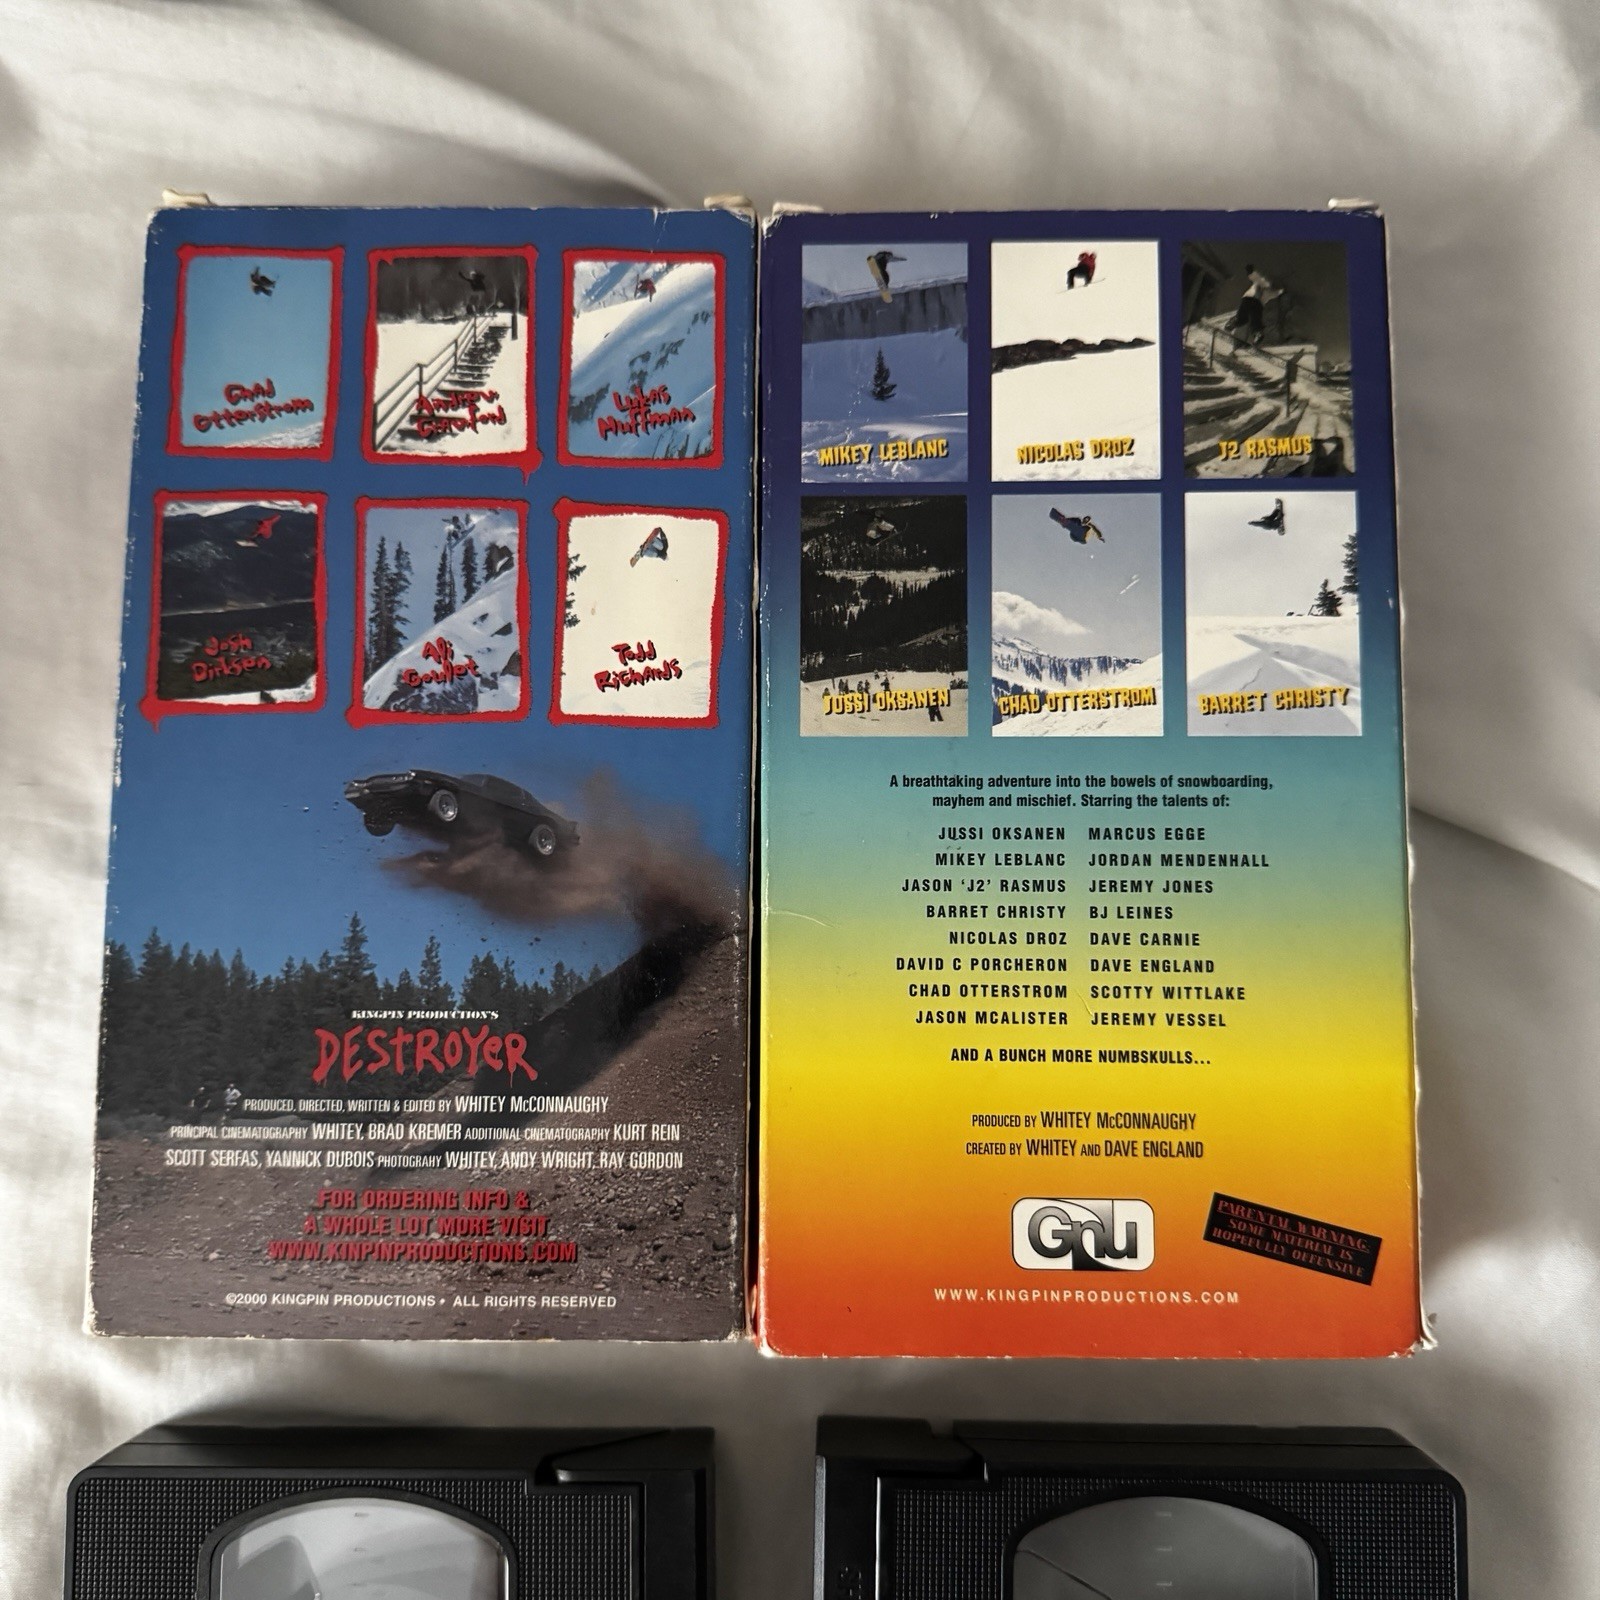 Chad
Otterstrom
Andrew
Crawford
Lukas
Huffman
Josh
Dirksen
Ali
Goulet
Todd
Richards
KINGPIN PRODUCTION'S
DESTROYER
PRODUCED, DIRECTED, WRITTEN & EDITED BY WHITEY McCONNAUGHY
PRINCIPAL CINEMATOGRAPHY WHITEY, BRAD KREMER ADDITIONAL CINEMATOGRAPHY KURT REIN
SCOTT SERFAS, YANNICK DUBOIS PHOTOGRAHY WHITEY, ANDY WRIGHT, RAY GORDON
FOR ORDERING INFO &
A WHOLE LOT MORE VISIT
WWW.KINPINPRODUCTIONS.COM
©2000 KINGPIN PRODUCTIONS • ALL RIGHTS RESERVED
MIKEY LEBLANC
NICOLAS DROZ
J2 RASMUS
JUSSI OKSANEN
CHAD OTTERSTROM
BARRET CHRISTY
A breathtaking adventure into the bowels of snowboarding,
mayhem and mischief. Starring the talents of:
JUSSI OKSANEN MARCUS EGGE
MIKEY LEBLANC JORDAN MENDENHALL
JASON 'J2' RASMUS JEREMY JONES
BARRET CHRISTY BJ LEINES
NICOLAS DROZ DAVE CARNIE
DAVID C PORCHERON DAVE ENGLAND
CHAD OTTERSTROM SCOTTY WITTLAKE
JASON MCALISTER JEREMY VESSEL
AND A BUNCH MORE NUMBSKULLS...
PRODUCED BY WHITEY McCONNAUGHY
CREATED BY WHITEY AND DAVE ENGLAND
Gnu
PARENTAL WARNING
SOME MATERIAL IS
HOPEFULLY OFFENSIVE
WWW.KINGPINPRODUCTIONS.COM